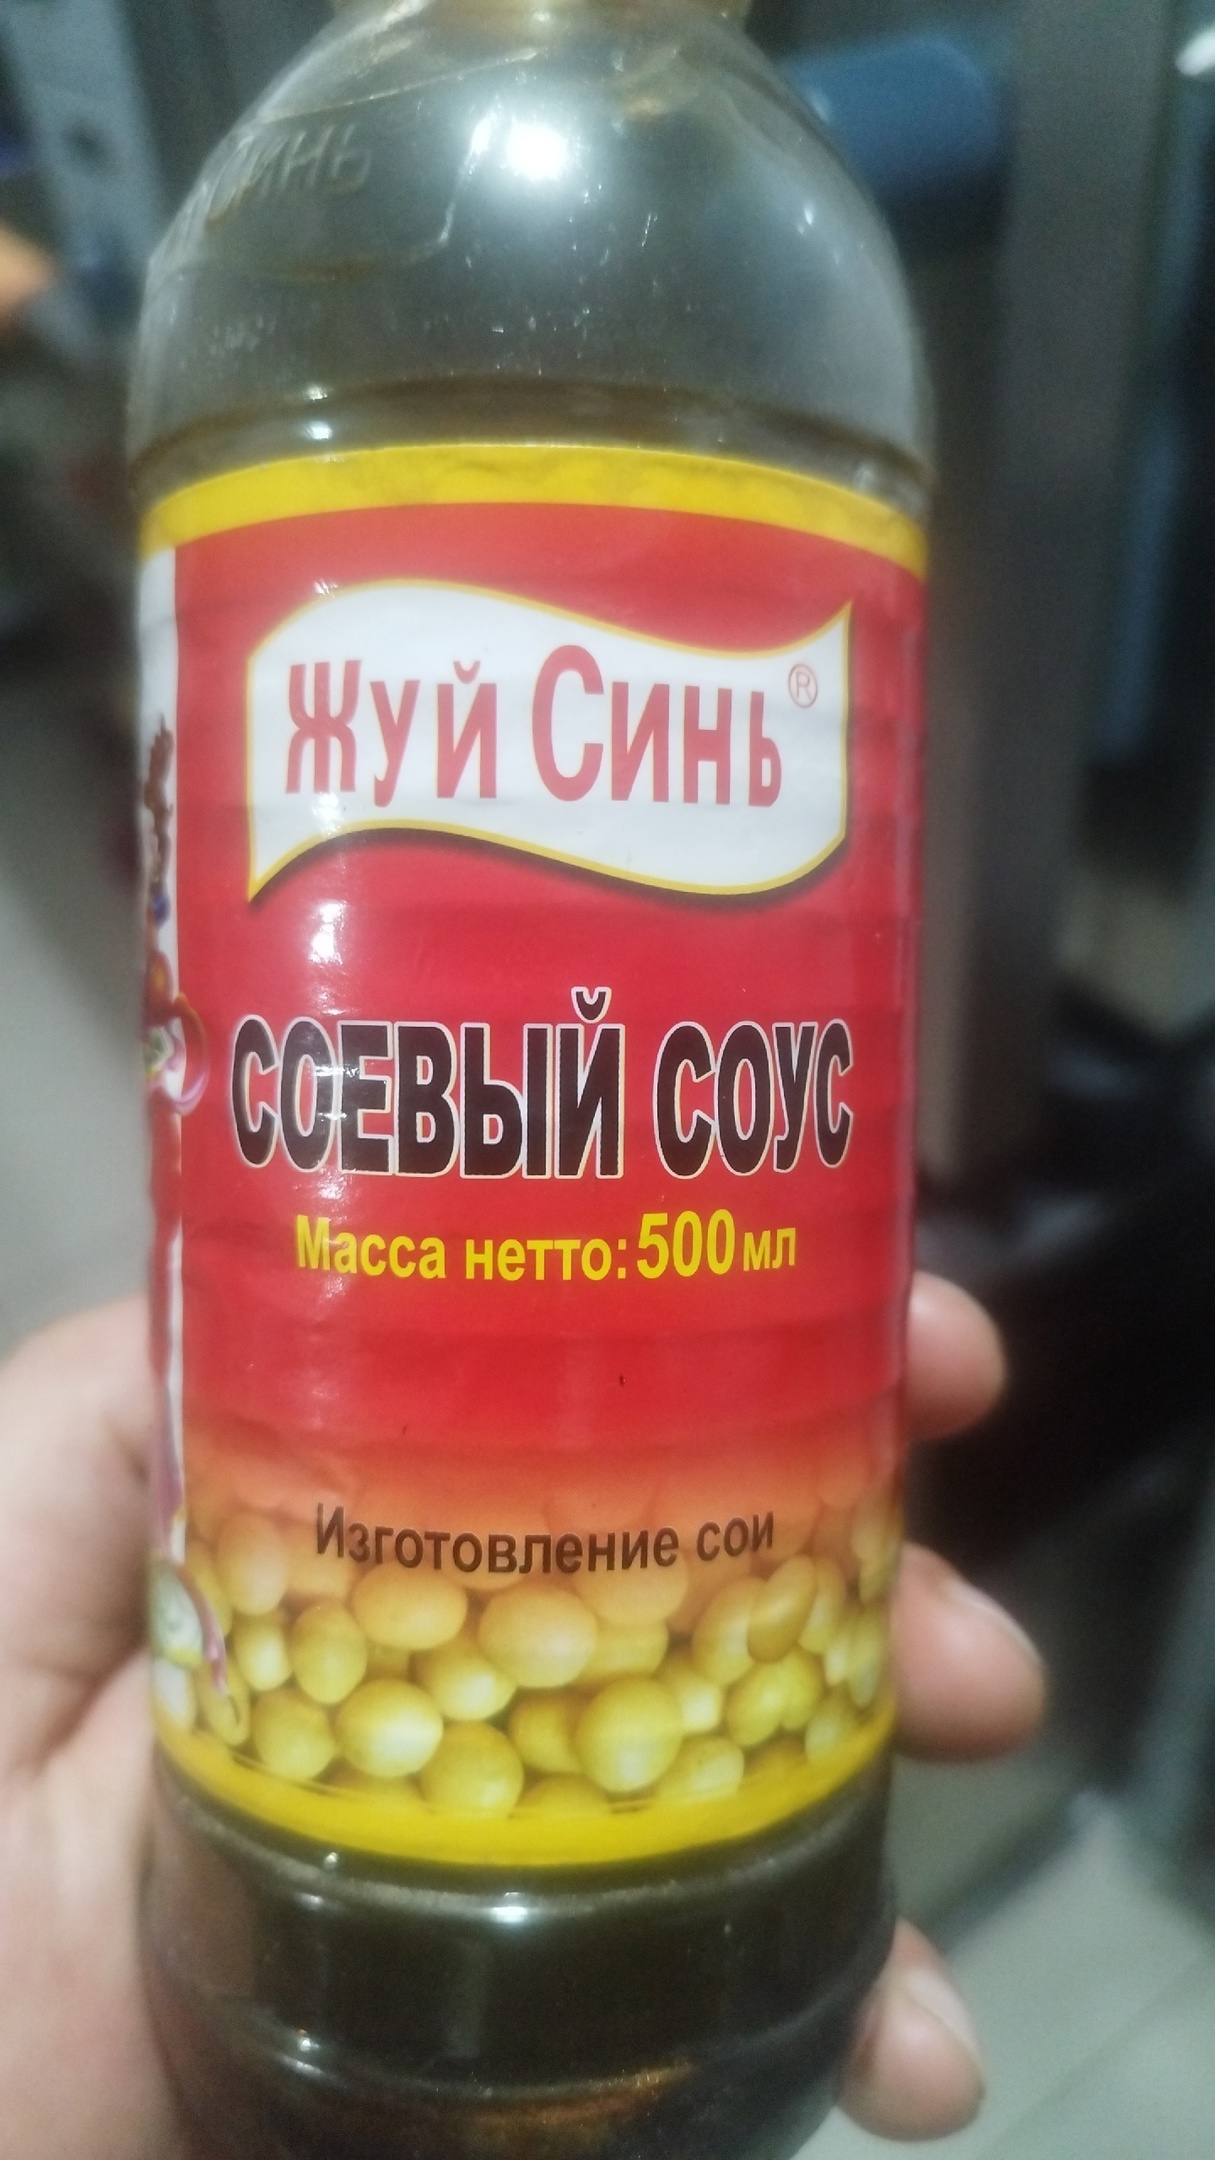 Жуй Синь®
СОЕВЫЙ СОУС
Масса нетто: 500 мл
Изготовление сои